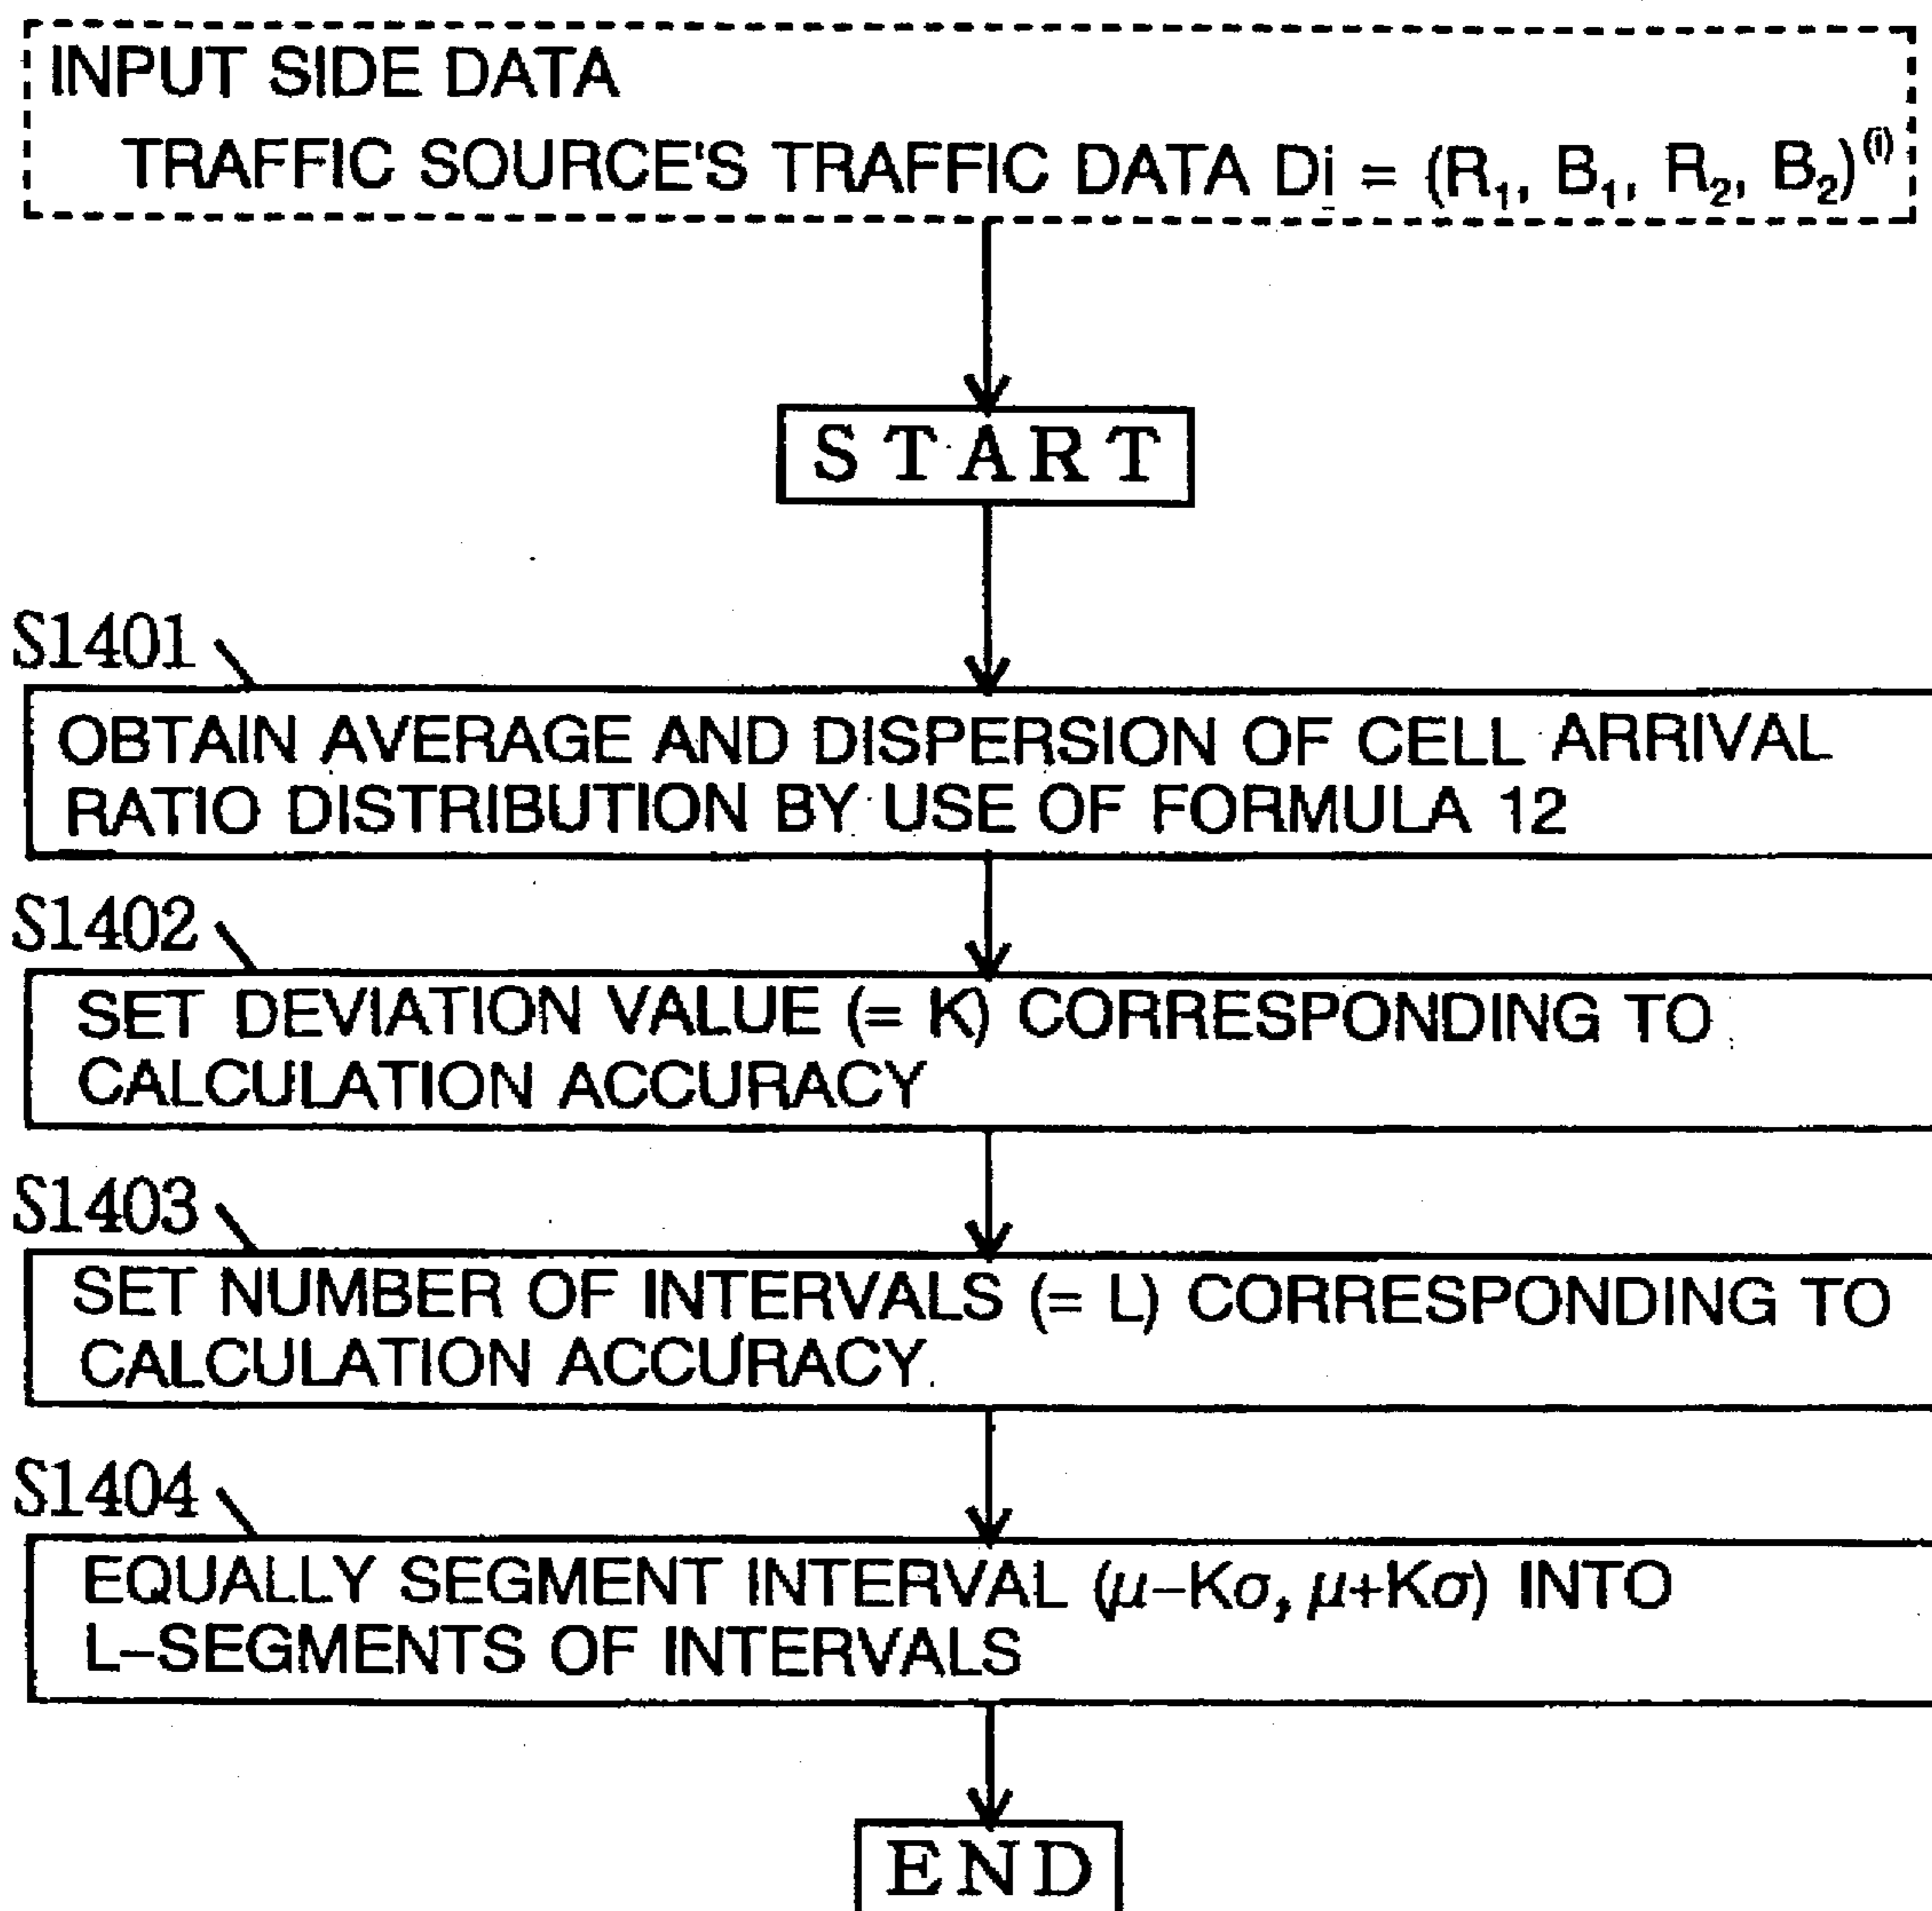 INPUT SIDE DATA
TRAFFIC SOURCE'S TRAFFIC DATA Di = (R₁, B₁, R₂, B₂)⁽ⁱ⁾
START
S1401
OBTAIN AVERAGE AND DISPERSION OF CELL ARRIVAL
RATIO DISTRIBUTION BY USE OF FORMULA 12
S1402
SET DEVIATION VALUE (= K) CORRESPONDING TO
CALCULATION ACCURACY
S1403
SET NUMBER OF INTERVALS (= L) CORRESPONDING TO
CALCULATION ACCURACY
S1404
EQUALLY SEGMENT INTERVAL (μ−Kσ, μ+Kσ) INTO
L−SEGMENTS OF INTERVALS
END